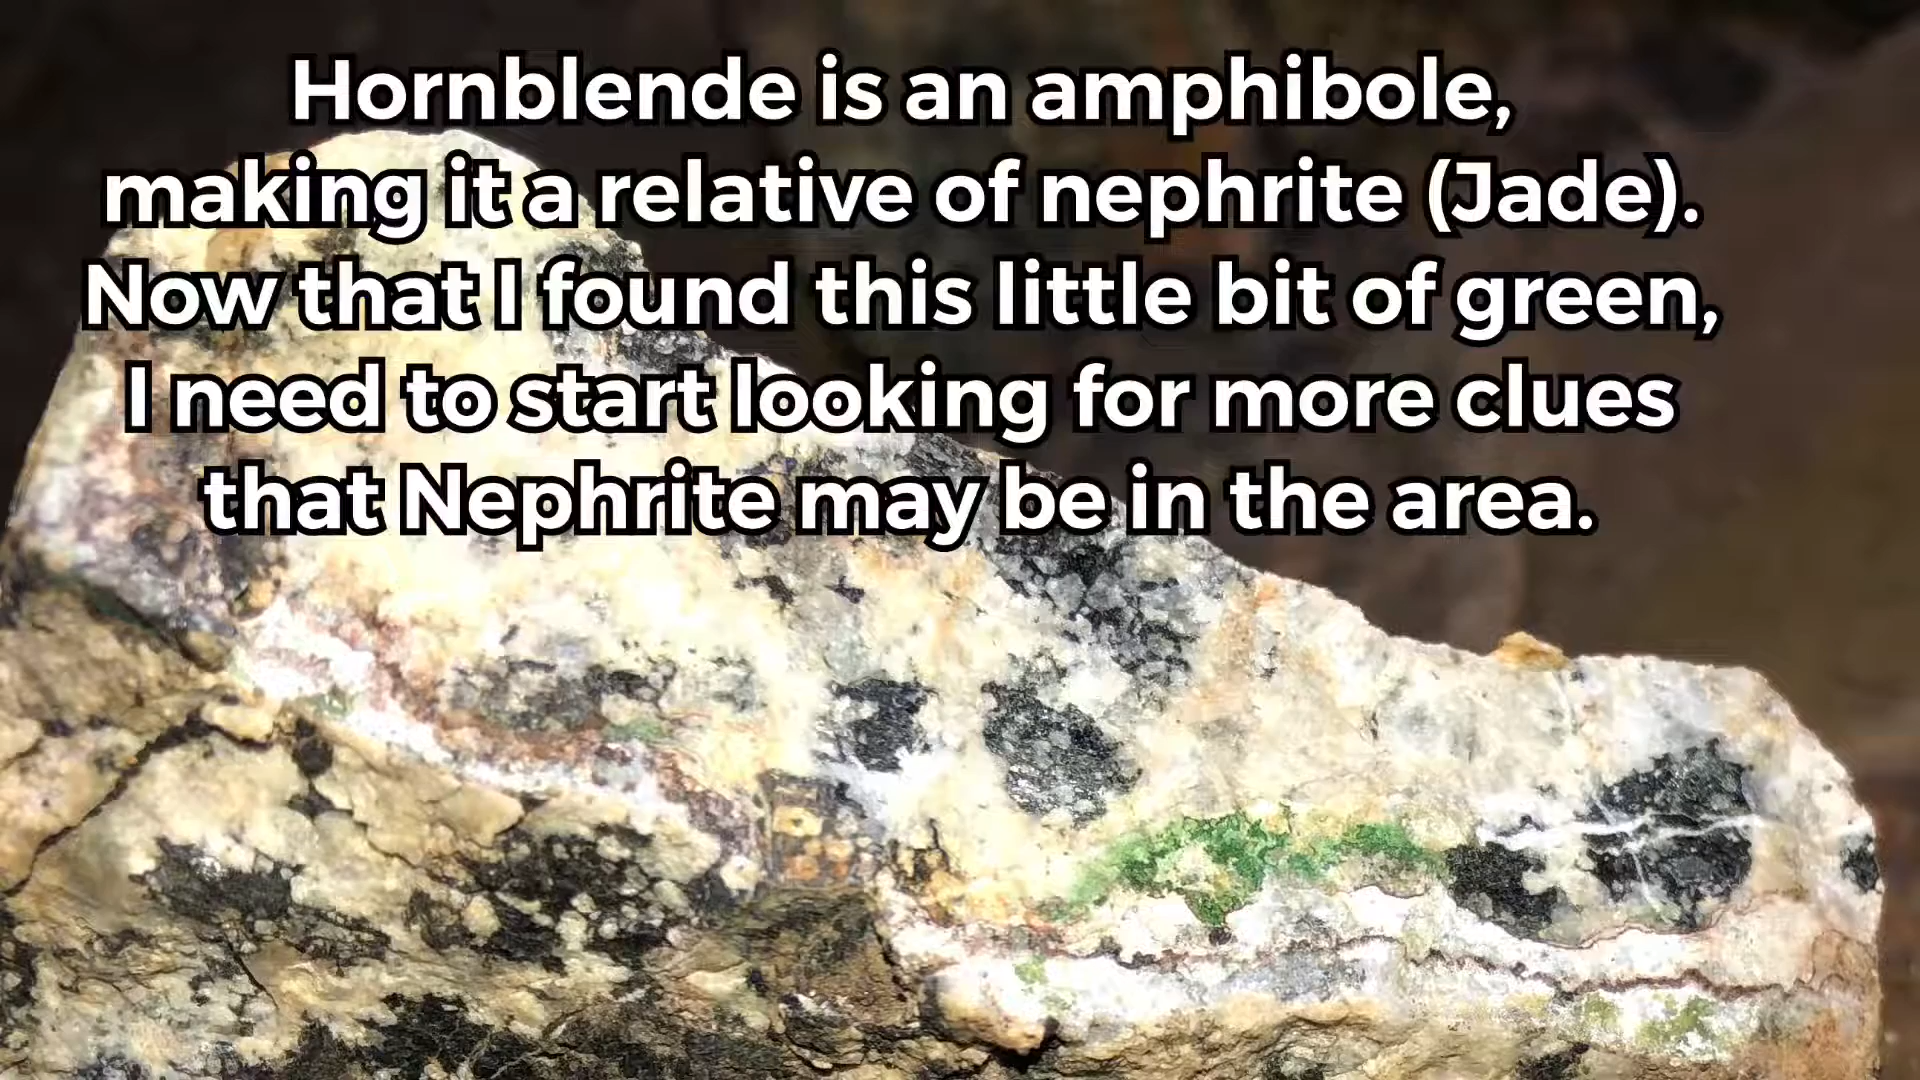 Hornblende is an amphibole,
making it a relative of nephrite (Jade).
Now that I found this little bit of green,
I need to start looking for more clues
that Nephrite may be in the area.